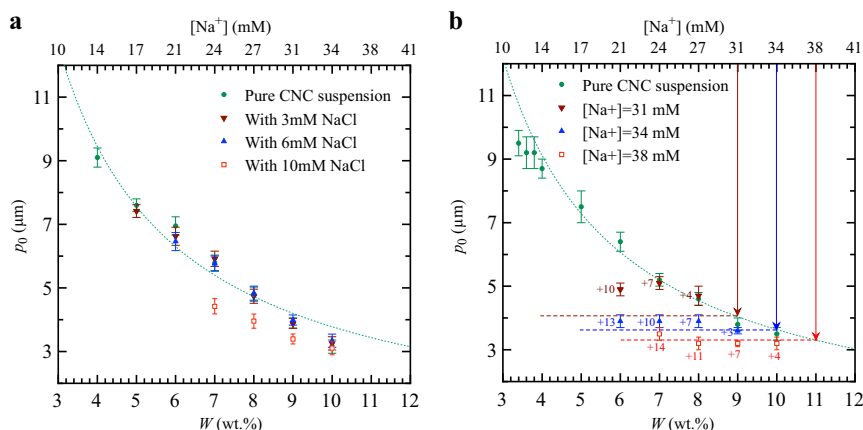 a
[Na⁺] (mM)
10 14 17 21 24 27 31 34 38 41
11
9
7
5
3
p₀ (μm)
Pure CNC suspension
With 3mM NaCl
With 6mM NaCl
With 10mM NaCl
3 4 5 6 7 8 9 10 11 12
W (wt.%)
b
[Na⁺] (mM)
10 14 17 21 24 27 31 34 38 41
11
9
7
5
3
p₀ (μm)
Pure CNC suspension
[Na+]=31 mM
[Na+]=34 mM
[Na+]=38 mM
+10 +7 +4
+13 +10 +7 +3
+14 +11 +7 +4
3 4 5 6 7 8 9 10 11 12
W (wt.%)